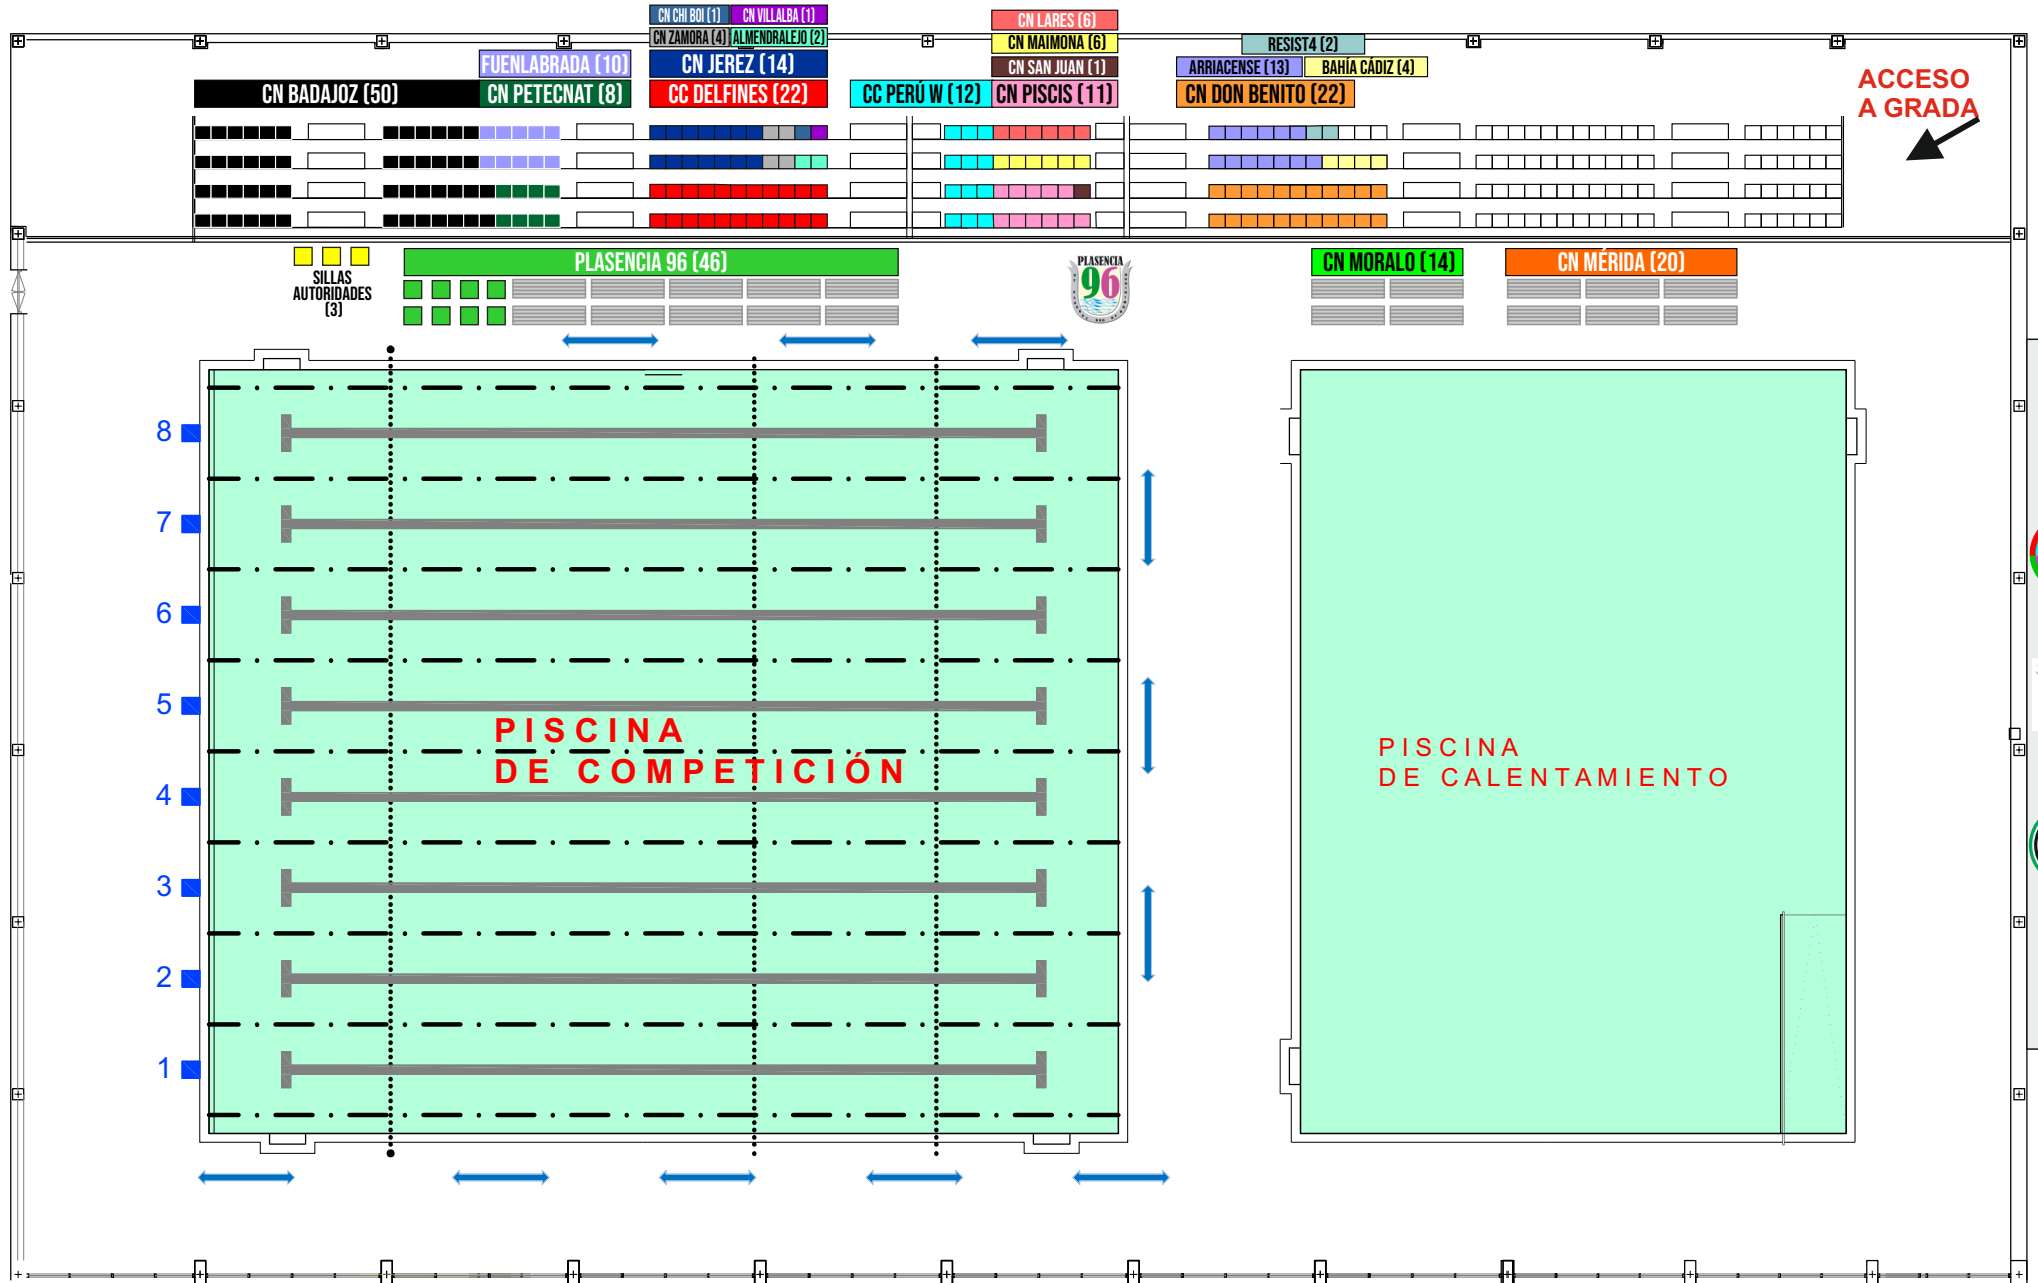 CN CHI BOI (1) CN VILLALBA (1)
CN ZAMORA (4) ALMENDRALEJO (2)
FUENLABRADA (10) CN JEREZ (14)
CN BADAJOZ (50) CN PETECNAT (8) CC DELFINES (22)
CN LARES (6)
CN MAIMONA (6)
CN SAN JUAN (1)
CC PERÚ W (12) CN PISCIS (11)
RESIST4 (2)
ARRIACENSE (13) BAHÍA CÁDIZ (4)
CN DON BENITO (22)
ACCESO
A GRADA
SILLAS
AUTORIDADES
(3)
PLASENCIA 96 (46)
PLASENCIA
96
CN MORALO (14)
CN MÉRIDA (20)
8
7
6
5
4
3
2
1
PISCINA
DE COMPETICIÓN
PISCINA
DE CALENTAMIENTO